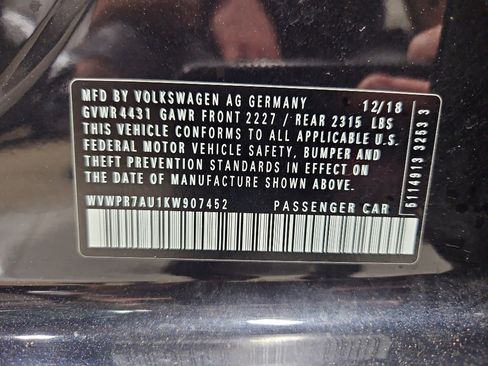 MFD BY VOLKSWAGEN AG GERMANY 12/18
GVWR 4431 GAWR FRONT 2227 / REAR 2315 LBS
THIS VEHICLE CONFORMS TO ALL APPLICABLE U.S.
FEDERAL MOTOR VEHICLE SAFETY, BUMPER AND
THEFT PREVENTION STANDARDS IN EFFECT ON
THE DATE OF MANUFACTURE SHOWN ABOVE.
WVWPR7AU1KW907452 PASSENGER CAR
6114913 3253 3